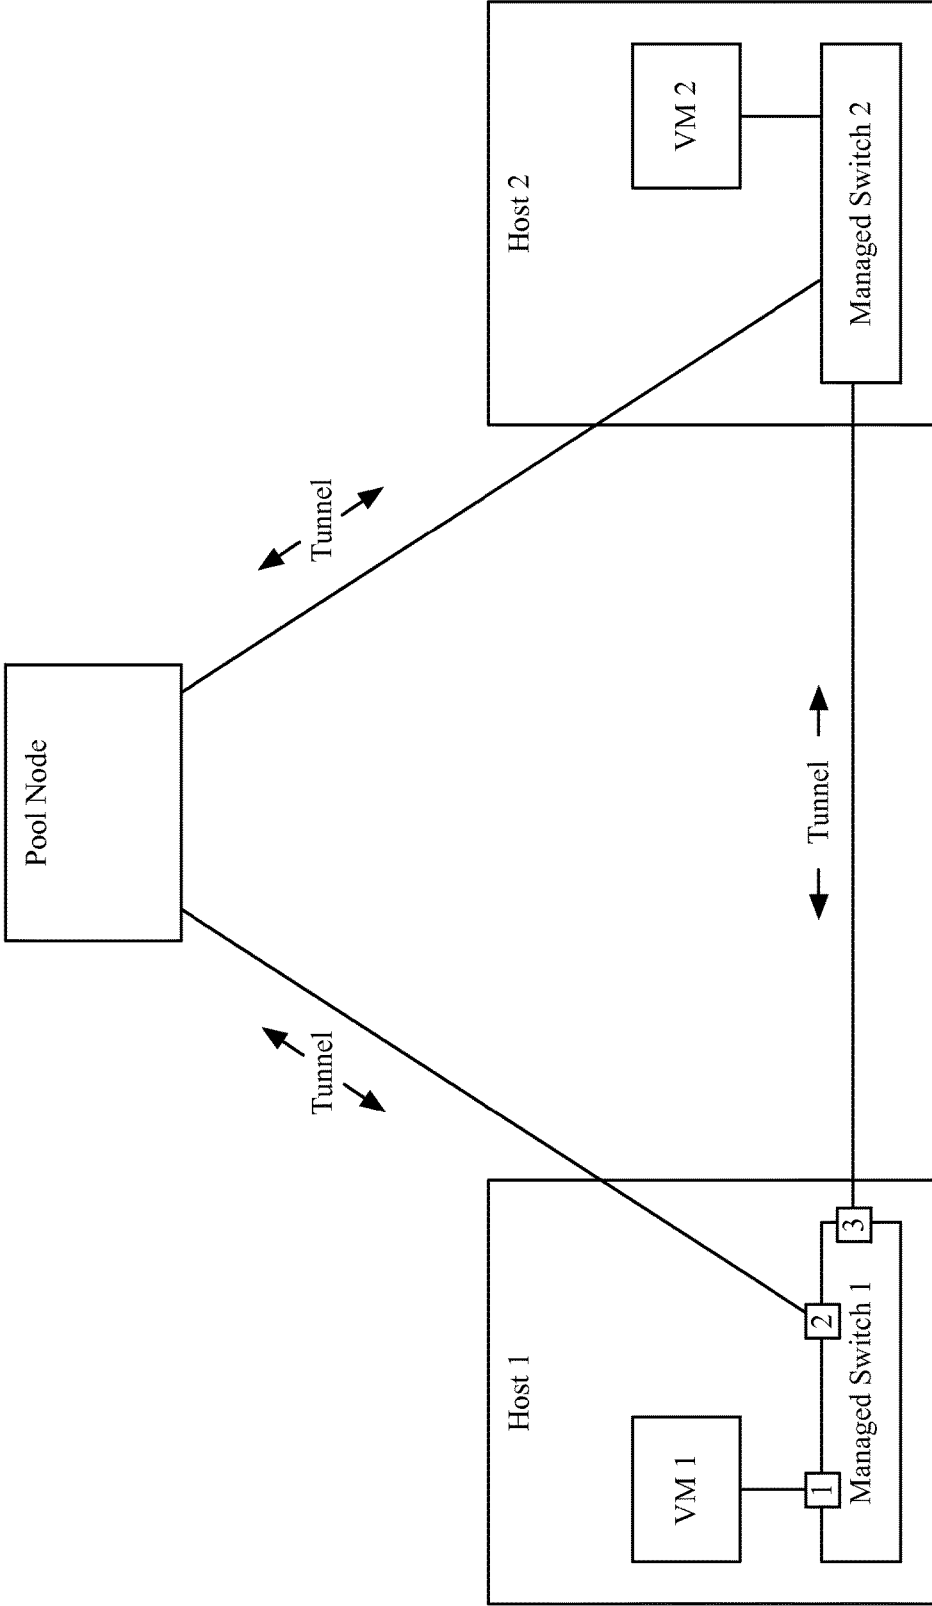 Pool Node
Tunnel
Tunnel
Host 1
Host 2
VM 1
VM 2
Tunnel
1
2
3
Managed Switch 1
Managed Switch 2